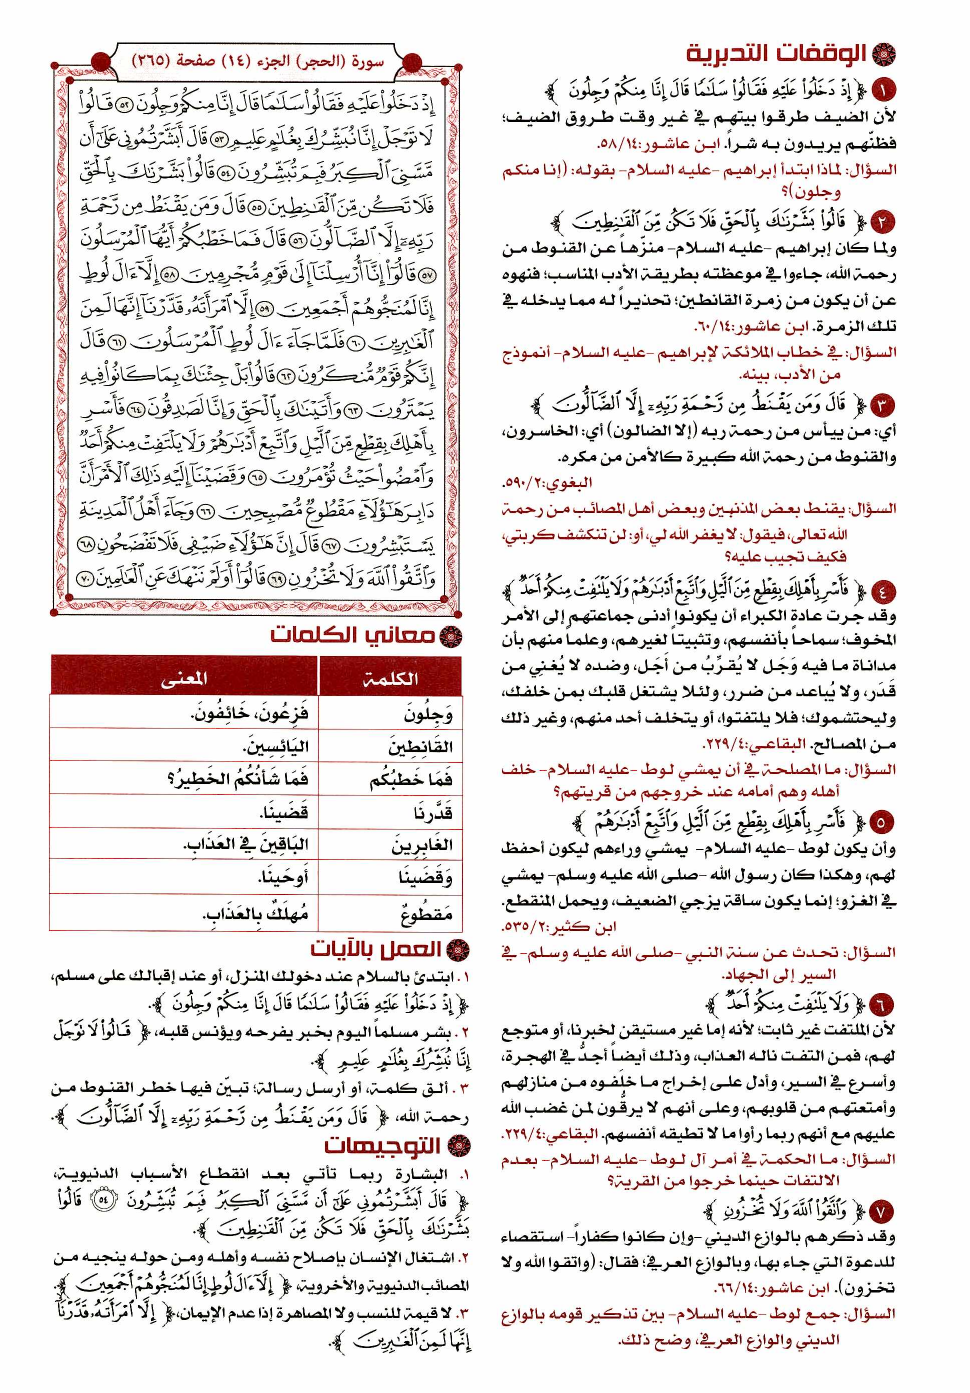 الوقفات التدبرية
١ ﴿ إِذْ دَخَلُوا۟ عَلَيْهِ فَقَالُوا۟ سَلَـٰمًا قَالَ إِنَّا مِنكُمْ وَجِلُونَ ﴾
لأن الضيف طرقوا بيتهم في غير وقت طروق الضيف؛
فظنّهم يريدون به شراً. ابن عاشور:٥٨/١٤.
السؤال: لماذا ابتدأ إبراهيم -عليه السلام- بقوله: (إنا منكم
وجلون)؟
٢ ﴿ قَالُوا۟ بَشَّرْنَـٰكَ بِٱلْحَقِّ فَلَا تَكُن مِّنَ ٱلْقَـٰنِطِينَ ﴾
ولما كان إبراهيم -عليه السلام- منزّهاً عن القنوط من
رحمة الله، جاءوا في موعظته بطريقة الأدب المناسب؛ فنهوه
عن أن يكون من زمرة القانطين؛ تحذيراً له مما يدخله في
تلك الزمرة. ابن عاشور:٦٠/١٤.
السؤال: في خطاب الملائكة لإبراهيم -عليه السلام- أنموذج
من الأدب، بينه.
٣ ﴿ قَالَ وَمَن يَقْنَطُ مِن رَّحْمَةِ رَبِّهِۦٓ إِلَّا ٱلضَّآلُّونَ ﴾
أي: من ييأس من رحمة ربه (إلا الضالون) أي: الخاسرون،
والقنوط من رحمة الله كبيرة كالأمن من مكره.
البغوي:٥٩٠/٢.
السؤال: يقنط بعض المذنبين وبعض أهل المصائب من رحمة
الله تعالى، فيقول: لا يغفر الله لي، أو: لن تنكشف كربتي،
فكيف تجيب عليه؟
٤ ﴿ فَأَسْرِ بِأَهْلِكَ بِقِطْعٍ مِّنَ ٱلَّيْلِ وَٱتَّبِعْ أَدْبَـٰرَهُمْ وَلَا يَلْتَفِتْ مِنكُمْ أَحَدٌ ﴾
وقد جرت عادة الكبراء أن يكونوا أدنى جماعتهم إلى الأمر
المخوف؛ سماحاً بأنفسهم، وتثبيتاً لغيرهم، وعلماً منهم بأن
مداناة ما فيه وَجَل لا يُقرِّبُ من أَجَل، وضده لا يُغني من
قَدَر، ولا يُباعد من ضرر، ولئلا يشتغل قلبك بمن خلفك،
وليحتشموك؛ فلا يلتفتوا، أو يتخلف أحد منهم، وغير ذلك
من المصالح. البقاعي:٢٢٩/٤.
السؤال: ما المصلحة في أن يمشي لوط -عليه السلام- خلف
أهله وهم أمامه عند خروجهم من قريتهم؟
٥ ﴿ فَأَسْرِ بِأَهْلِكَ بِقِطْعٍ مِّنَ ٱلَّيْلِ وَٱتَّبِعْ أَدْبَـٰرَهُمْ ﴾
وأن يكون لوط -عليه السلام- يمشي وراءهم ليكون أحفظ
لهم، وهكذا كان رسول الله -صلى الله عليه وسلم- يمشي
في الغزو؛ إنما يكون ساقة يزجي الضعيف، ويحمل المنقطع.
ابن كثير:٥٣٥/٢.
السؤال: تحدث عن سنة النبي -صلى الله عليه وسلم- في
السير إلى الجهاد.
٦ ﴿ وَلَا يَلْتَفِتْ مِنكُمْ أَحَدٌ ﴾
لأن الملتفت غير ثابت؛ لأنه إما غير مستيقن لخبرنا، أو متوجع
لهم، فمن التفت ناله العذاب، وذلك أيضاً أجدُّ في الهجرة،
وأسرع في السير، وأدل على إخراج ما خلَفوه من منازلهم
وأمتعتهم من قلوبهم، وعلى أنهم لا يرقُّون لمن غضب الله
عليهم مع أنهم ربما رأوا ما لا تطيقه أنفسهم. البقاعي:٢٢٩/٤.
السؤال: ما الحكمة في أمر آل لوط -عليه السلام- بعدم
الالتفات حينما خرجوا من القرية؟
٧ ﴿ وَٱتَّقُوا۟ ٱللَّهَ وَلَا تُخْزُونِ ﴾
وقد ذكرهم بالوازع الديني -وإن كانوا كفاراً- استقصاء
للدعوة التي جاء بها، وبالوازع العرفي؛ فقال: (واتقوا الله ولا
تخزون). ابن عاشور:٦٦/١٤.
السؤال: جمع لوط -عليه السلام- بين تذكير قومه بالوازع
الديني والوازع العرفي، وضح ذلك.
سورة (الحجر) الجزء (١٤) صفحة (٢٦٥)
إِذْ دَخَلُوا۟ عَلَيْهِ فَقَالُوا۟ سَلَـٰمًا قَالَ إِنَّا مِنكُمْ وَجِلُونَ ٥٢ قَالُوا۟
لَا تَوْجَلْ إِنَّا نُبَشِّرُكَ بِغُلَـٰمٍ عَلِيمٍ ٥٣ قَالَ أَبَشَّرْتُمُونِى عَلَىٰٓ أَن
مَّسَّنِىَ ٱلْكِبَرُ فَبِمَ تُبَشِّرُونَ ٥٤ قَالُوا۟ بَشَّرْنَـٰكَ بِٱلْحَقِّ
فَلَا تَكُن مِّنَ ٱلْقَـٰنِطِينَ ٥٥ قَالَ وَمَن يَقْنَطُ مِن رَّحْمَةِ
رَبِّهِۦٓ إِلَّا ٱلضَّآلُّونَ ٥٦ قَالَ فَمَا خَطْبُكُمْ أَيُّهَا ٱلْمُرْسَلُونَ
٥٧ قَالُوٓا۟ إِنَّآ أُرْسِلْنَآ إِلَىٰ قَوْمٍ مُّجْرِمِينَ ٥٨ إِلَّآ ءَالَ لُوطٍ
إِنَّا لَمُنَجُّوهُمْ أَجْمَعِينَ ٥٩ إِلَّا ٱمْرَأَتَهُۥ قَدَّرْنَآ إِنَّهَا لَمِنَ
ٱلْغَـٰبِرِينَ ٦٠ فَلَمَّا جَآءَ ءَالَ لُوطٍ ٱلْمُرْسَلُونَ ٦١ قَالَ
إِنَّكُمْ قَوْمٌ مُّنكَرُونَ ٦٢ قَالُوا۟ بَلْ جِئْنَـٰكَ بِمَا كَانُوا۟ فِيهِ
يَمْتَرُونَ ٦٣ وَأَتَيْنَـٰكَ بِٱلْحَقِّ وَإِنَّا لَصَـٰدِقُونَ ٦٤ فَأَسْرِ
بِأَهْلِكَ بِقِطْعٍ مِّنَ ٱلَّيْلِ وَٱتَّبِعْ أَدْبَـٰرَهُمْ وَلَا يَلْتَفِتْ مِنكُمْ أَحَدٌ
وَٱمْضُوا۟ حَيْثُ تُؤْمَرُونَ ٦٥ وَقَضَيْنَآ إِلَيْهِ ذَٰلِكَ ٱلْأَمْرَ أَنَّ
دَابِرَ هَـٰٓؤُلَآءِ مَقْطُوعٌ مُّصْبِحِينَ ٦٦ وَجَآءَ أَهْلُ ٱلْمَدِينَةِ
يَسْتَبْشِرُونَ ٦٧ قَالَ إِنَّ هَـٰٓؤُلَآءِ ضَيْفِى فَلَا تَفْضَحُونِ ٦٨
وَٱتَّقُوا۟ ٱللَّهَ وَلَا تُخْزُونِ ٦٩ قَالُوٓا۟ أَوَلَمْ نَنْهَكَ عَنِ ٱلْعَـٰلَمِينَ ٧٠
معاني الكلمات
الكلمة المعنى
وَجِلُونَ فَزِعُونَ، خَائِفُونَ.
القَانِطِينَ اليَائِسِينَ.
فَمَا خَطبُكُم فَمَا شَأنُكُمُ الخَطِيرُ؟
قَدَّرنَا قَضَينَا.
الغَابِرِينَ البَاقِينَ في العَذَابِ.
وَقَضَينَا أَوحَينَا.
مَقطُوعٌ مُهلَكٌ بِالعَذَابِ.
العمل بالآيات
١. ابتدئ بالسلام عند دخولك المنزل، أو عند إقبالك على مسلم،
﴿ إِذْ دَخَلُوا۟ عَلَيْهِ فَقَالُوا۟ سَلَـٰمًا قَالَ إِنَّا مِنكُمْ وَجِلُونَ ﴾.
٢. بشر مسلماً اليوم بخبر يفرحه ويؤنس قلبه، ﴿ قَالُوا۟ لَا تَوْجَلْ
إِنَّا نُبَشِّرُكَ بِغُلَـٰمٍ عَلِيمٍ ﴾.
٣. ألق كلمة، أو أرسل رسالة؛ تبيّن فيها خطر القنوط من
رحمة الله، ﴿ قَالَ وَمَن يَقْنَطُ مِن رَّحْمَةِ رَبِّهِۦٓ إِلَّا ٱلضَّآلُّونَ ﴾.
التوجيهات
١. البشارة ربما تأتي بعد انقطاع الأسباب الدنيوية،
﴿ قَالَ أَبَشَّرْتُمُونِى عَلَىٰٓ أَن مَّسَّنِىَ ٱلْكِبَرُ فَبِمَ تُبَشِّرُونَ ٥٤ قَالُوا۟
بَشَّرْنَـٰكَ بِٱلْحَقِّ فَلَا تَكُن مِّنَ ٱلْقَـٰنِطِينَ ﴾.
٢. اشتغال الإنسان بإصلاح نفسه وأهله ومن حوله ينجيه من
المصائب الدنيوية والأخروية، ﴿ إِلَّآ ءَالَ لُوطٍ إِنَّا لَمُنَجُّوهُمْ أَجْمَعِينَ ﴾.
٣. لا قيمة للنسب ولا المصاهرة إذا عدم الإيمان، ﴿ إِلَّا ٱمْرَأَتَهُۥ قَدَّرْنَآ
إِنَّهَا لَمِنَ ٱلْغَـٰبِرِينَ ﴾.